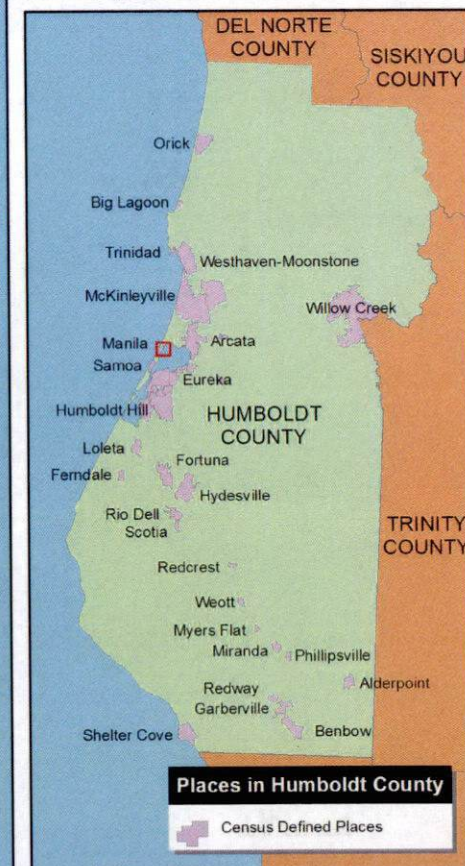 DEL NORTE
COUNTY
SISKIYOU
COUNTY
Orick
Big Lagoon
Trinidad
Westhaven-Moonstone
McKinleyville
Willow Creek
Manila
Arcata
Samoa
Eureka
Humboldt Hill
HUMBOLDT
COUNTY
Loleta
Fortuna
Ferndale
Hydesville
Rio Dell
Scotia
TRINITY
COUNTY
Redcrest
Weott
Myers Flat
Miranda
Phillipsville
Alderpoint
Redway
Garberville
Benbow
Shelter Cove
Places in Humboldt County
Census Defined Places